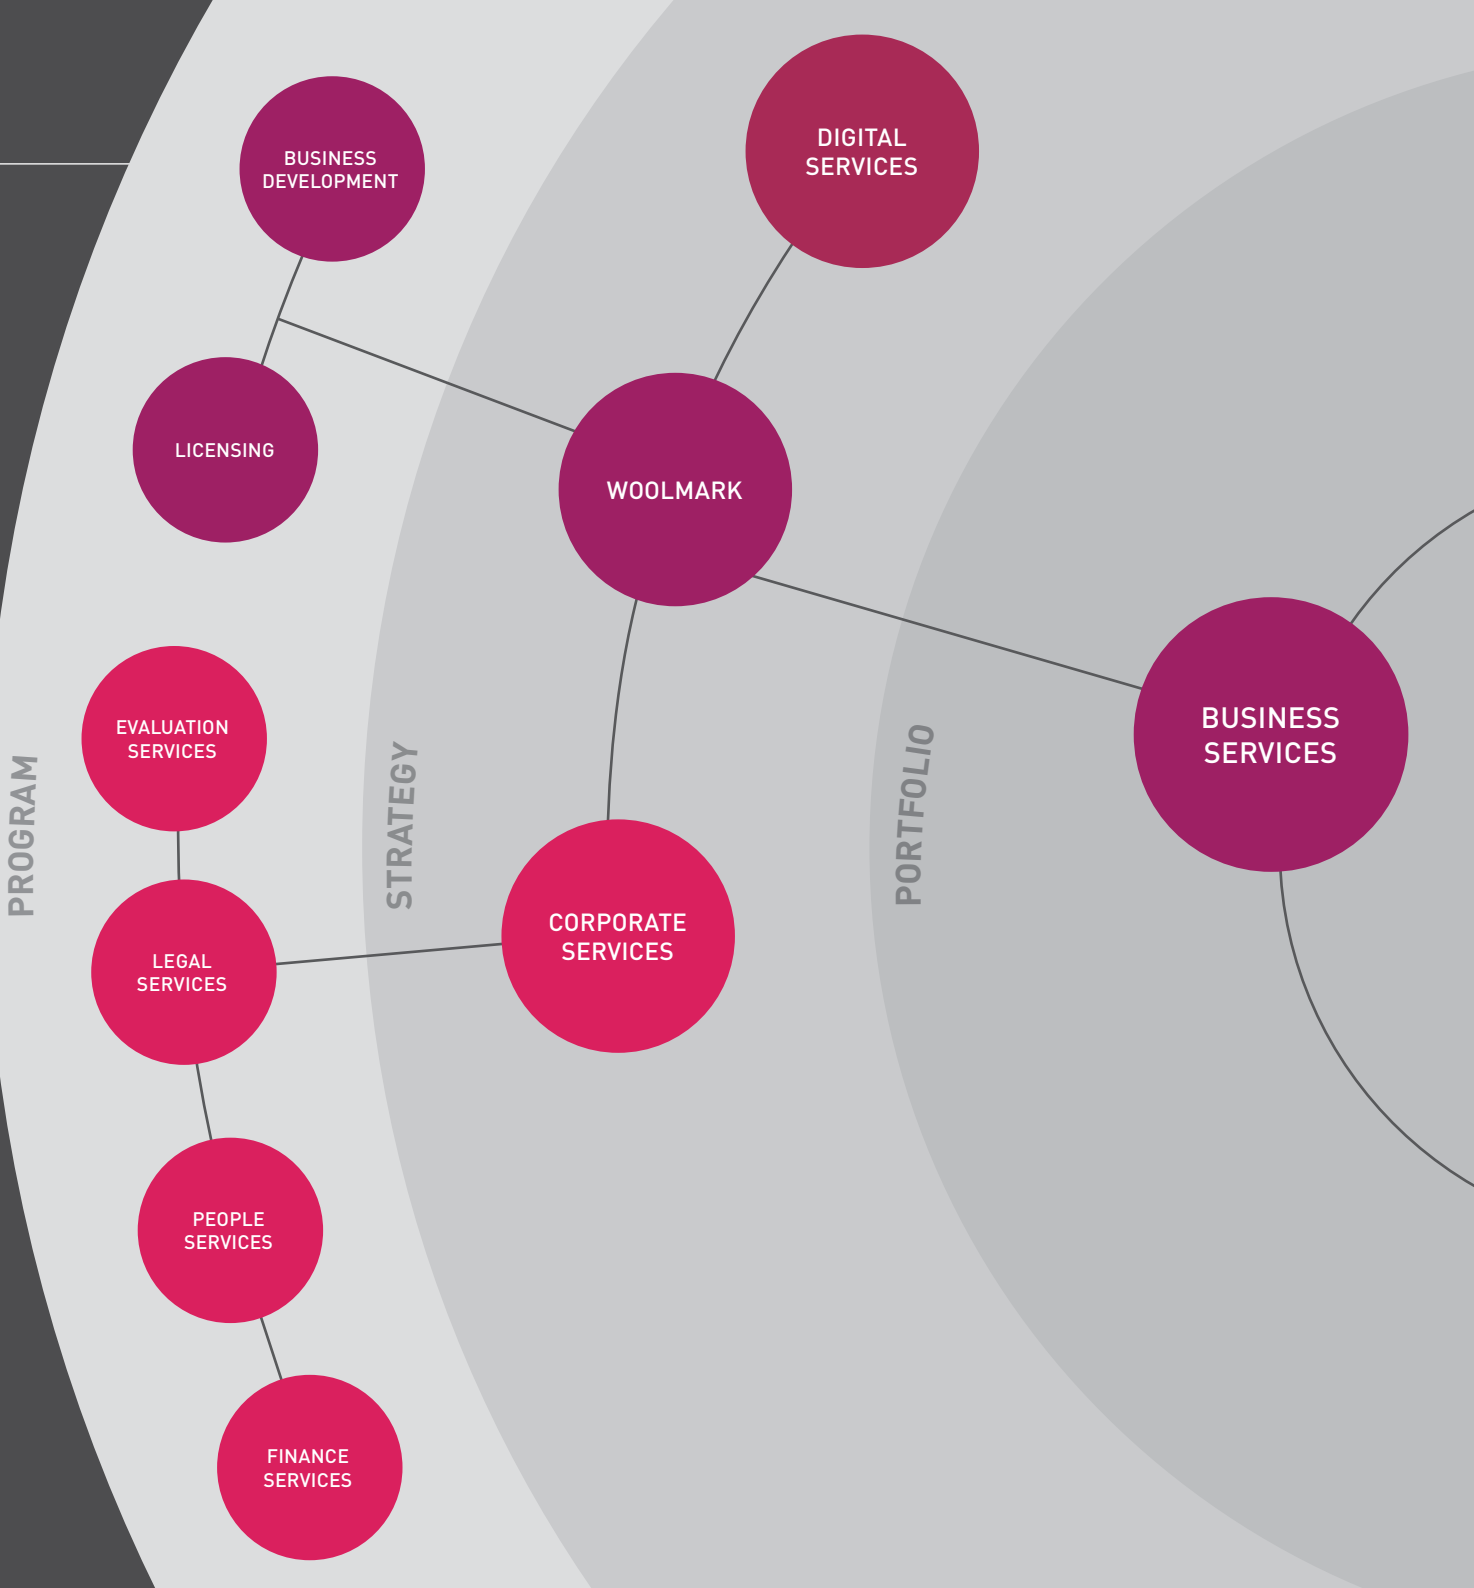 BUSINESS
DEVELOPMENT
DIGITAL
SERVICES
LICENSING
WOOLMARK
BUSINESS
SERVICES
EVALUATION
SERVICES
PROGRAM
STRATEGY
PORTFOLIO
CORPORATE
SERVICES
LEGAL
SERVICES
PEOPLE
SERVICES
FINANCE
SERVICES